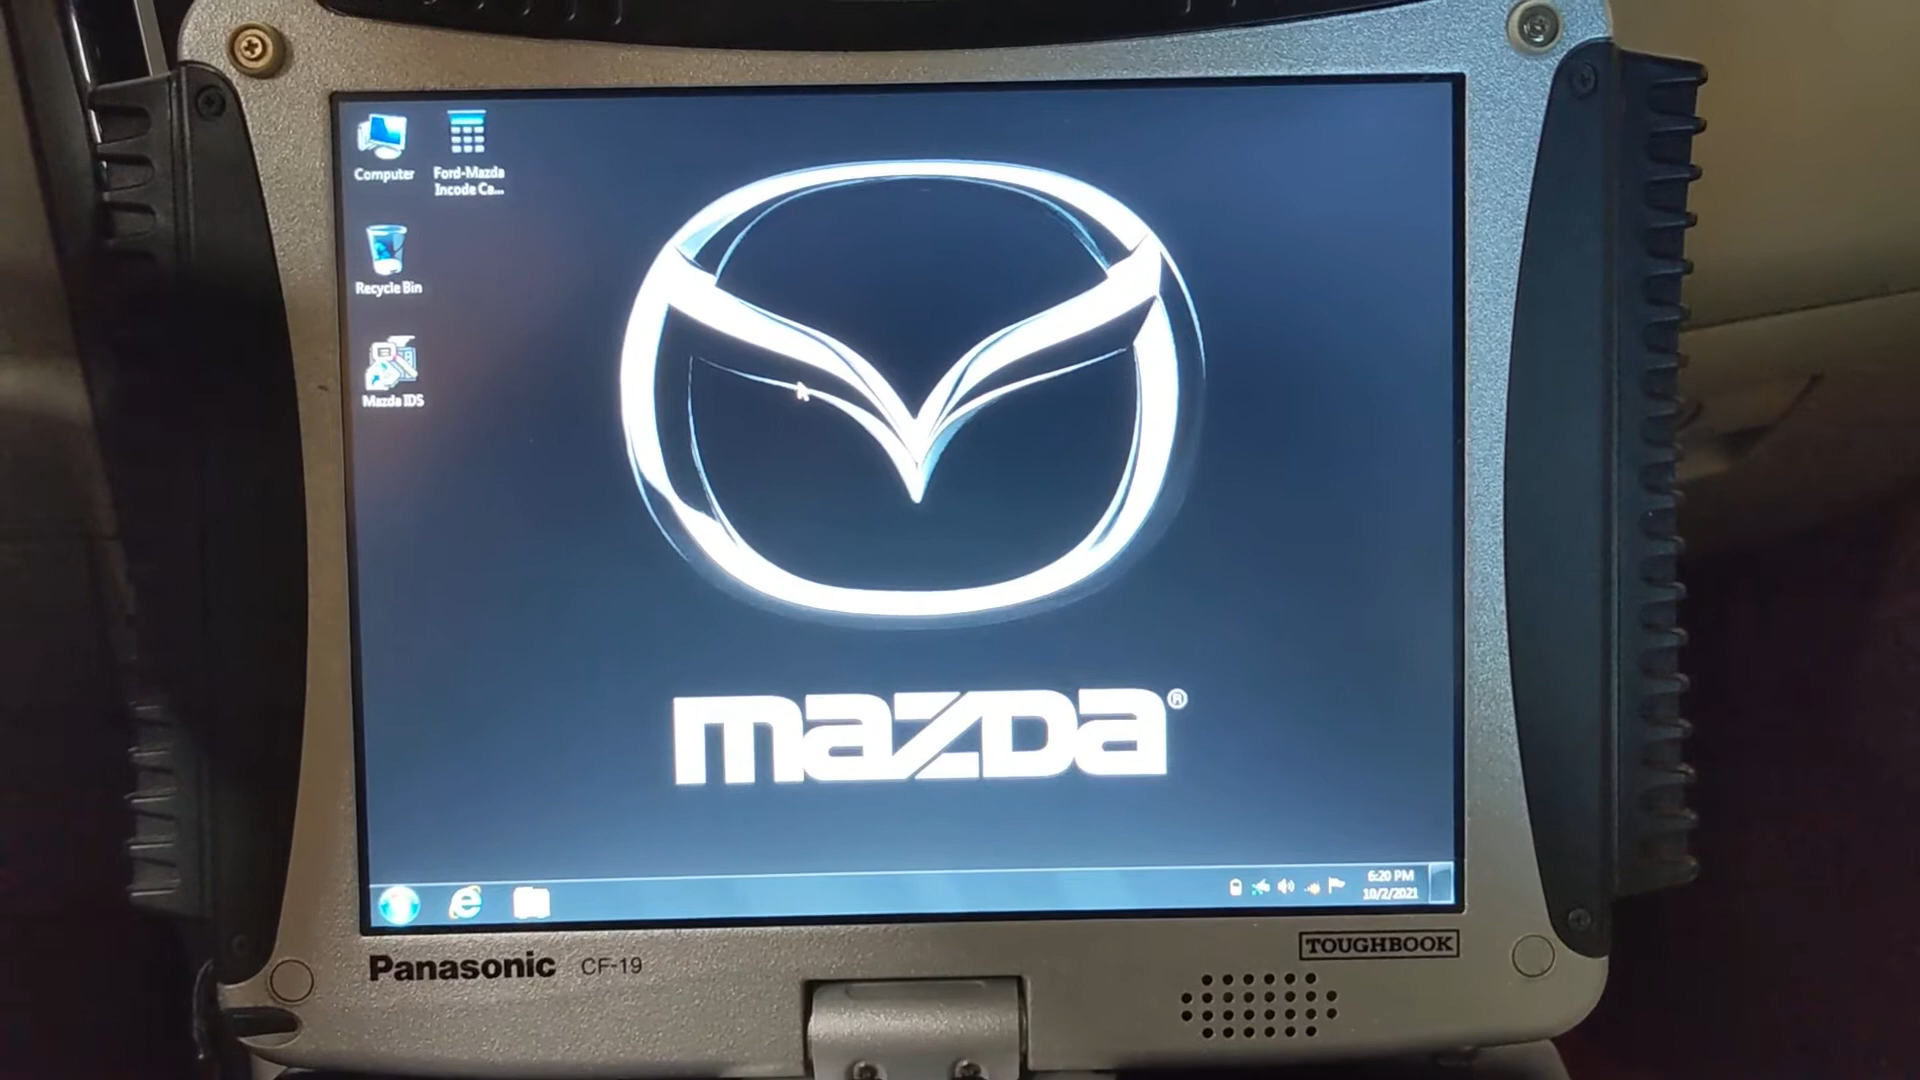 Computer
Ford-Mazda
Incode Ca...
Recycle Bin
Mazda IDS
mazda®
6:20 PM
10/2/2021
Panasonic CF-19
TOUGHBOOK